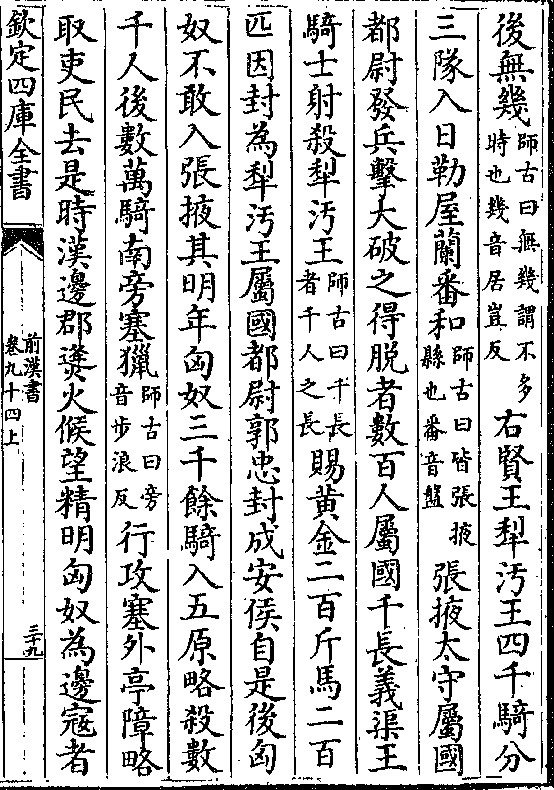 後無幾師古曰無幾謂不多時也幾音居豈反右賢王犁汙王四千騎分
三隊入日勒屋蘭番和師古曰皆張掖縣也番音盤張掖太守屬國
都尉發兵擊大破之得脱者數百人屬國千長義渠王
騎士射殺犁汙王師古曰千長者千人之長賜黃金二百斤馬二百
匹因封為犁汙王屬國都尉郭忠封成安侯自是後匈
奴不敢入張掖其明年匈奴三千餘騎入五原略殺數
千人後數萬騎南旁塞獵師古曰旁音步浪反行攻塞外亭障略
取吏民去是時漢邊郡㷭火候望精明匈奴為邊寇者
欽定四庫全書
前漢書
卷九十四上
三十九